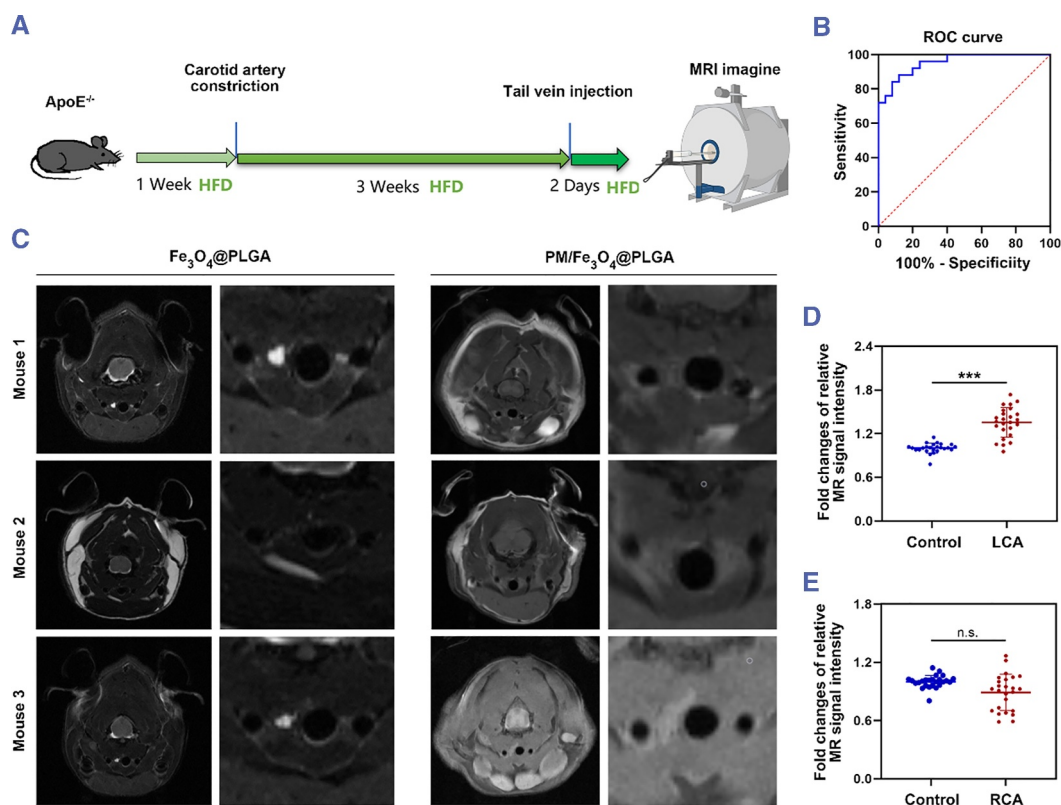 A
ApoE-/-
Carotid artery
constriction
Tail vein injection
MRI imagine
1 Week HFD
3 Weeks HFD
2 Days HFD
B
ROC curve
Sensitivity
100
80
60
40
20
0
0 20 40 60 80 100
100% - Specificiity
C
Fe3O4@PLGA
PM/Fe3O4@PLGA
Mouse 1
Mouse 2
Mouse 3
D
Fold changes of relative
MR signal intensity
2.4
1.8
1.2
0.6
0.0
***
Control LCA
E
Fold changes of relative
MR signal intensity
1.8
1.2
0.6
0.0
n.s.
Control RCA